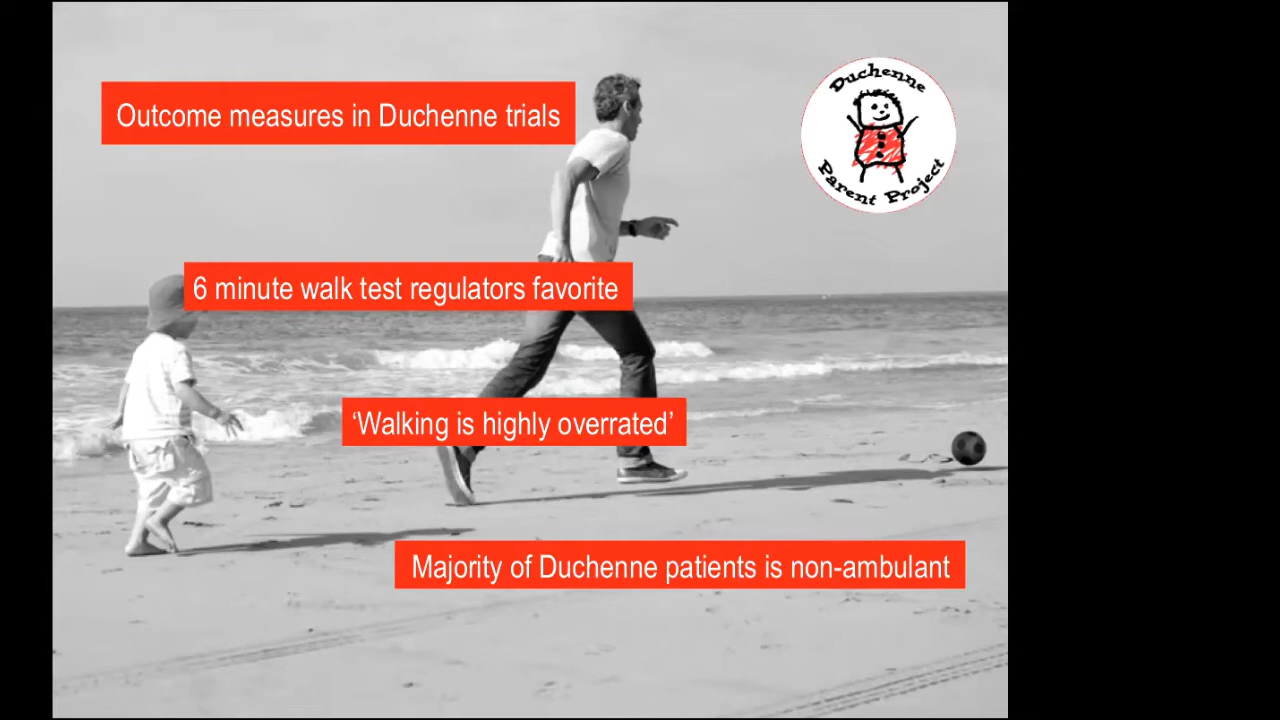 Outcome measures in Duchenne trials
Duchenne
Parent Project
6 minute walk test regulators favorite
‘Walking is highly overrated’
Majority of Duchenne patients is non-ambulant